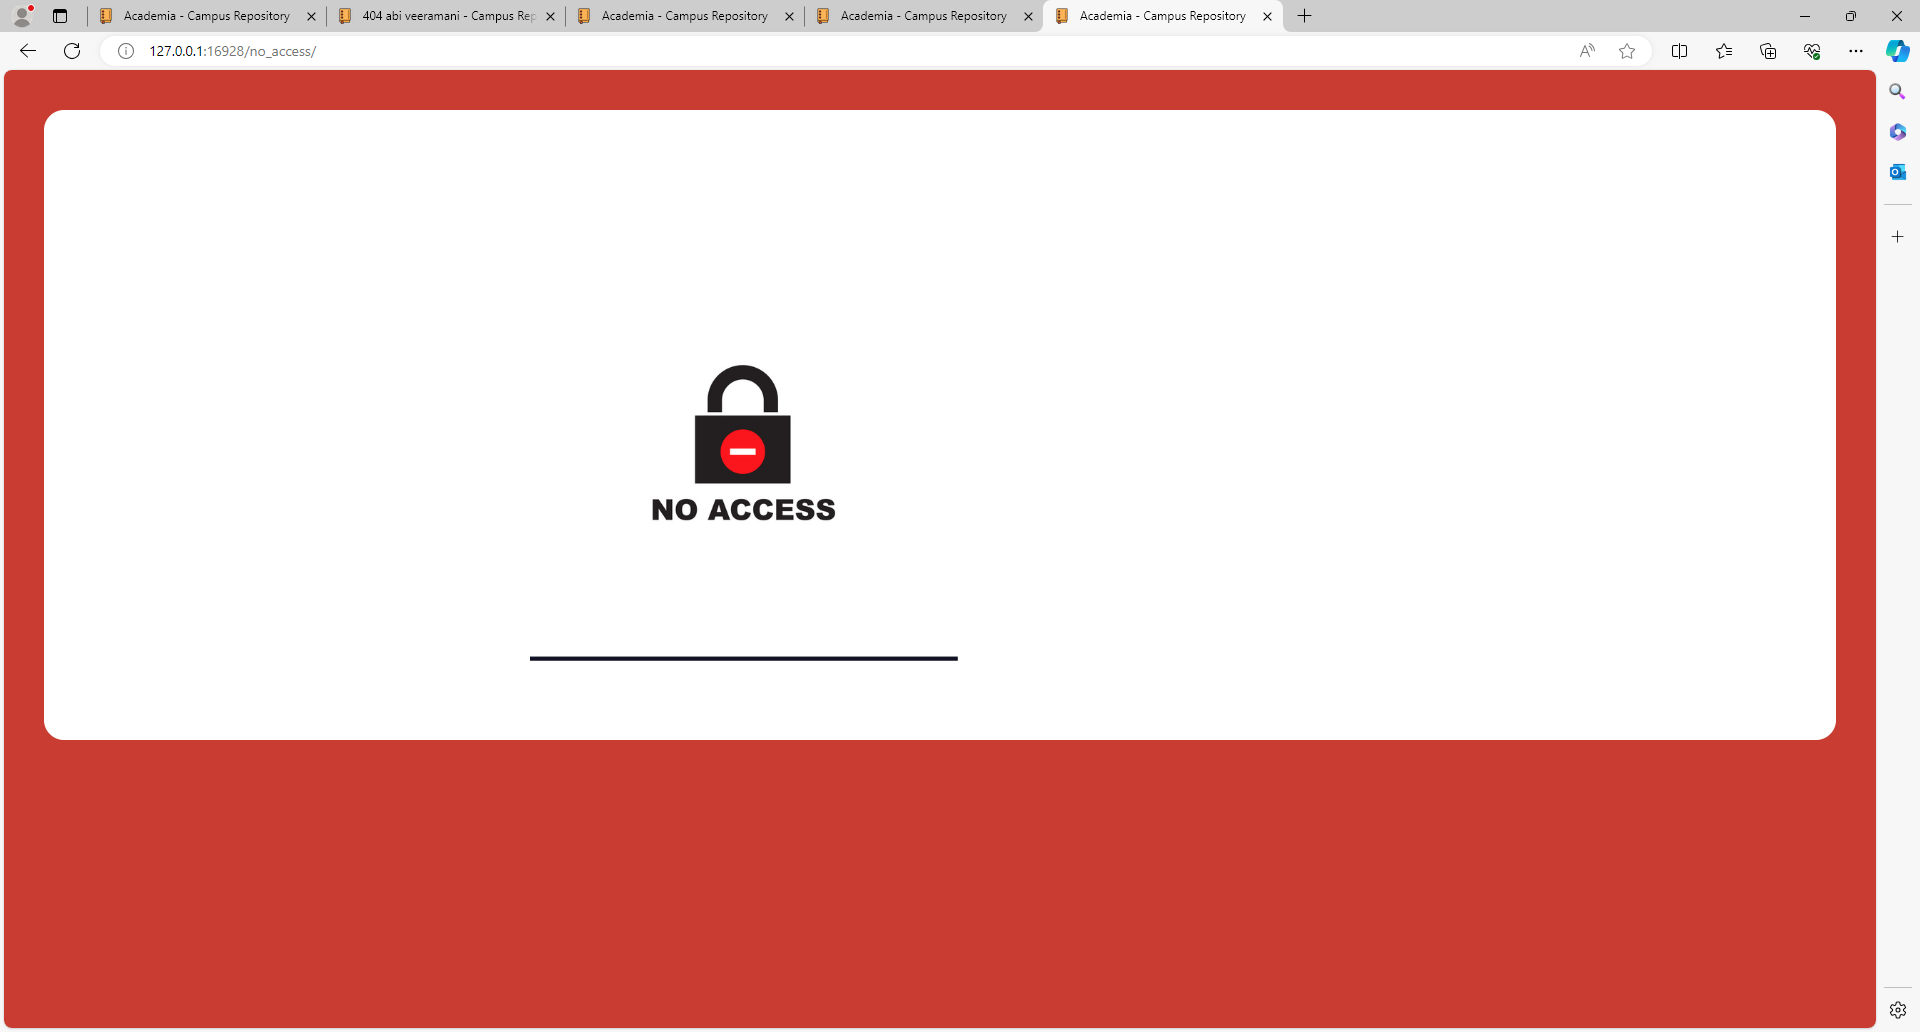 Academia - Campus Repository
404 abi veeramani - Campus Rep
Academia - Campus Repository
Academia - Campus Repository
Academia - Campus Repository
127.0.0.1:16928/no_access/
NO ACCESS